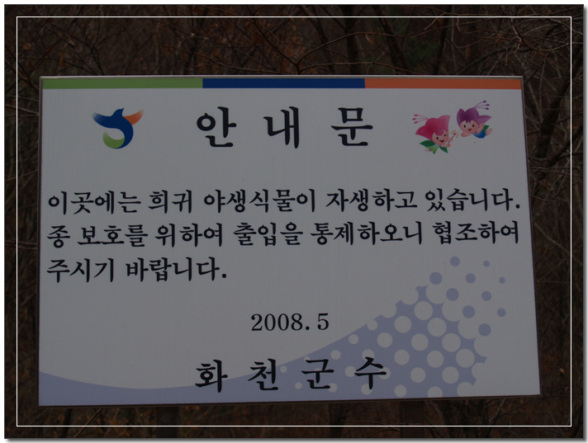 안내문
이곳에는 희귀 야생식물이 자생하고 있습니다.
종 보호를 위하여 출입을 통제하오니 협조하여
주시기 바랍니다.
2008. 5
화천군수